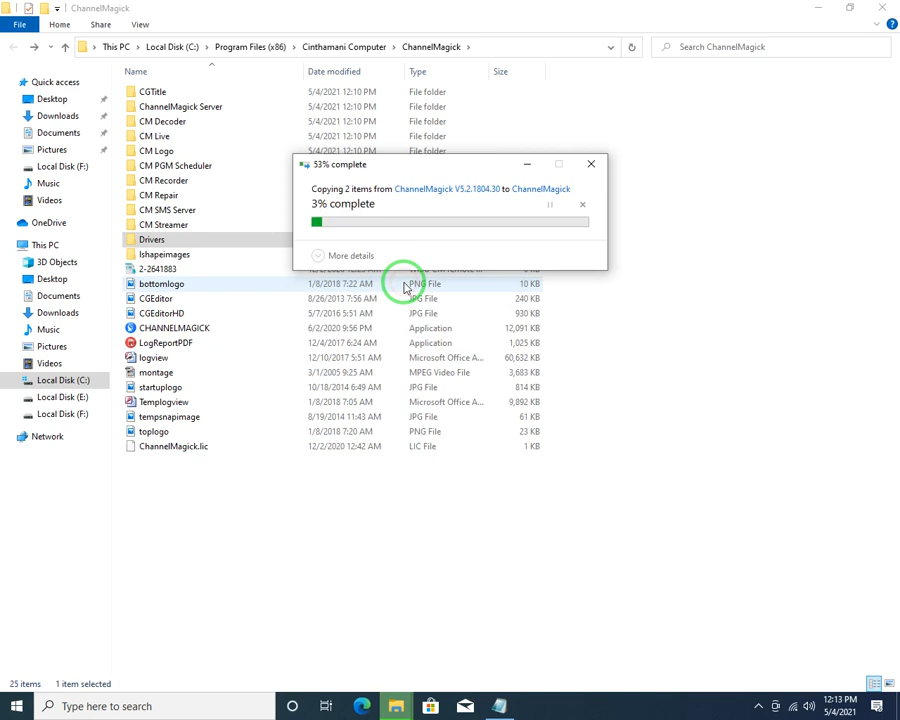 ChannelMagick
File Home Share View
This PC > Local Disk (C:) > Program Files (x86) > Cinthamani Computer > ChannelMagick >
Search ChannelMagick
Name Date modified Type Size
Quick access
Desktop
Downloads
Documents
Pictures
Local Disk (F:)
Music
Videos
OneDrive
This PC
3D Objects
Desktop
Documents
Downloads
Music
Pictures
Videos
Local Disk (C:)
Local Disk (E:)
Local Disk (F:)
Network
CGTitle 5/4/2021 12:10 PM File folder
ChannelMagick Server 5/4/2021 12:10 PM File folder
CM Decoder 5/4/2021 12:10 PM File folder
CM Live 5/4/2021 12:10 PM File folder
CM Logo 5/4/2021 12:10 PM File folder
CM PGM Scheduler
CM Recorder
CM Repair
CM SMS Server
CM Streamer
Drivers
lshapeimages
2-2641883
bottomlogo 1/8/2018 7:22 AM PNG File 10 KB
CGEditor 8/26/2013 7:56 AM JPG File 240 KB
CGEditorHD 5/7/2016 5:51 AM JPG File 930 KB
CHANNELMAGICK 6/2/2020 9:56 PM Application 12,091 KB
LogReportPDF 12/4/2017 6:24 AM Application 1,025 KB
logview 12/10/2017 5:51 AM Microsoft Office A... 60,632 KB
montage 3/1/2005 9:25 AM MPEG Video File 3,683 KB
startuplogo 10/18/2014 6:49 AM JPG File 814 KB
Templogview 1/8/2018 7:05 AM Microsoft Office A... 9,892 KB
tempsnapimage 8/19/2014 11:43 AM JPG File 61 KB
toplogo 1/8/2018 7:20 AM PNG File 23 KB
ChannelMagick.lic 12/2/2020 12:42 AM LIC File 1 KB
53% complete
Copying 2 items from ChannelMagick V5.2.1804.30 to ChannelMagick
3% complete
More details
25 items 1 item selected
Type here to search
12:13 PM
5/4/2021